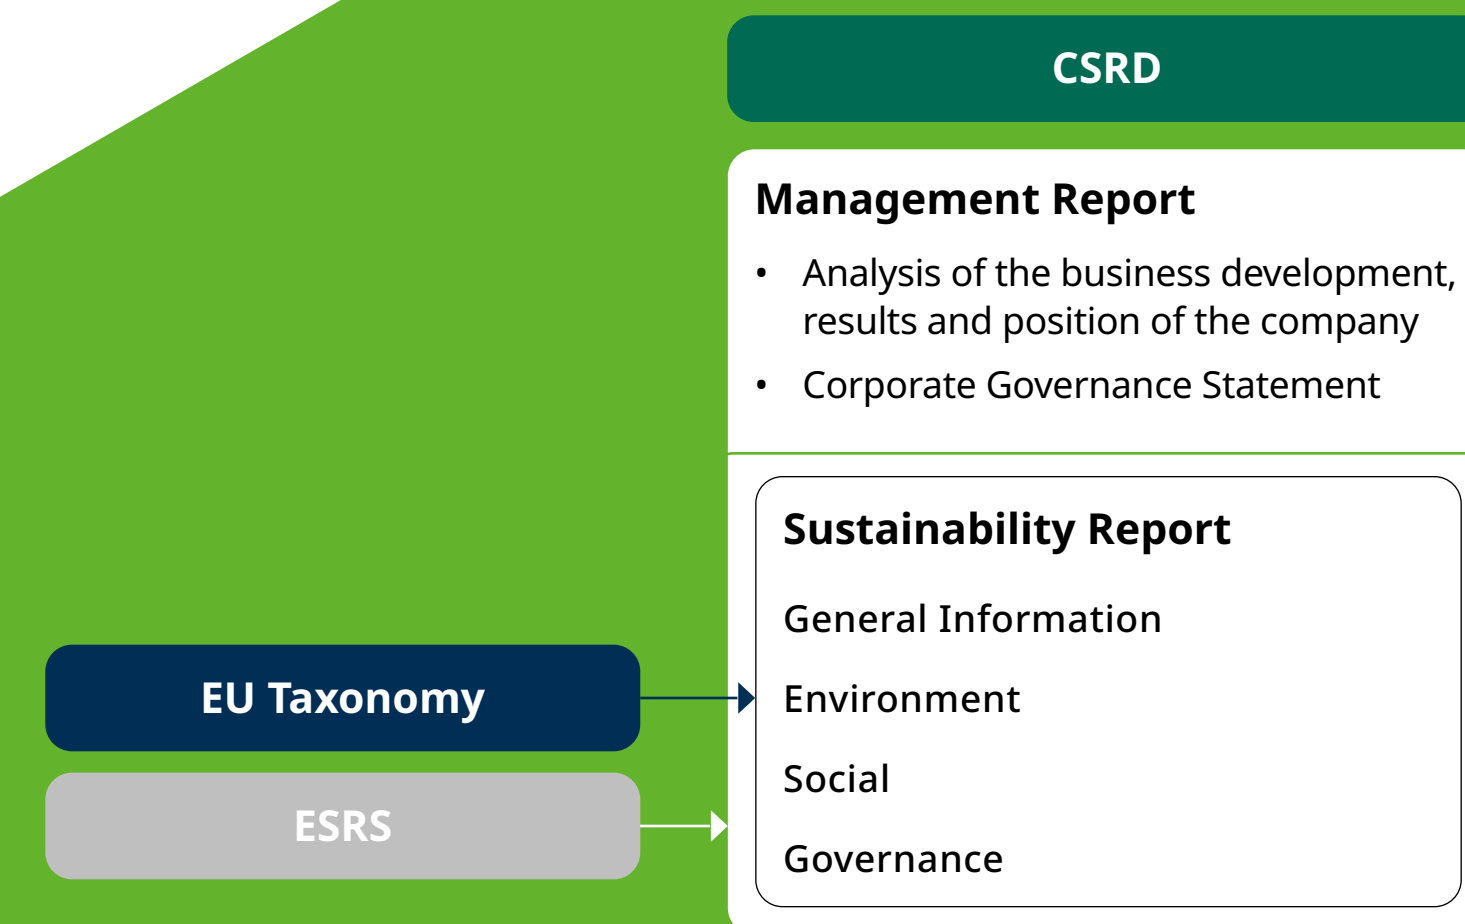 CSRD
Management Report
• Analysis of the business development,
results and position of the company
• Corporate Governance Statement
Sustainability Report
General Information
EU Taxonomy
Environment
Social
ESRS
Governance